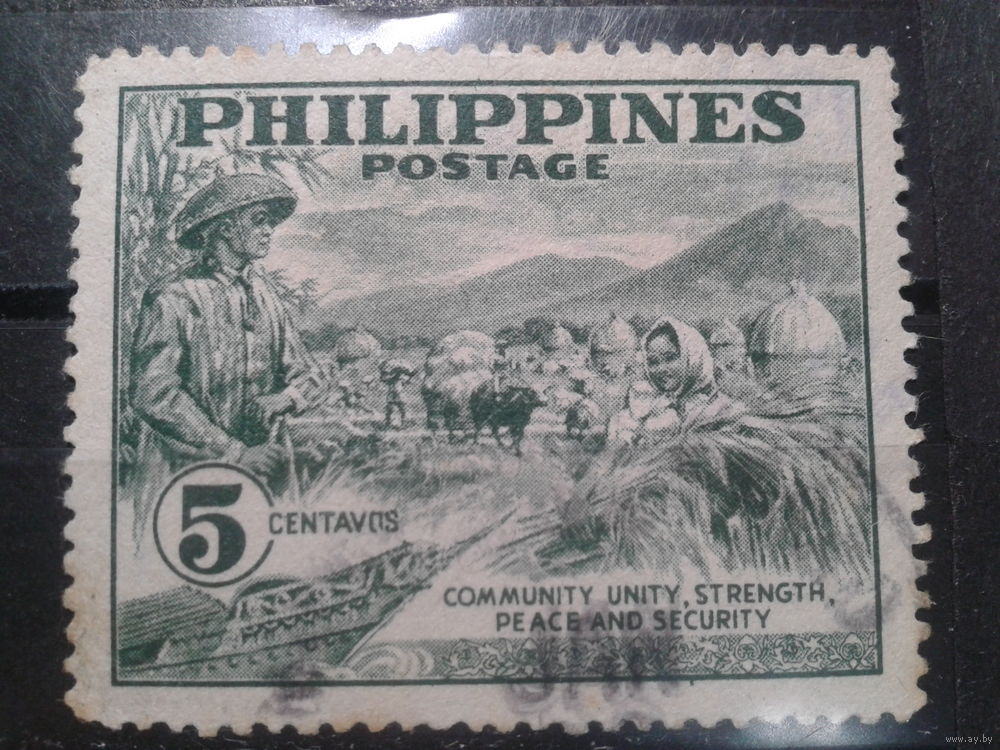 PHILIPPINES
POSTAGE
5 CENTAVOS
COMMUNITY UNITY, STRENGTH,
PEACE AND SECURITY
www.ay.by